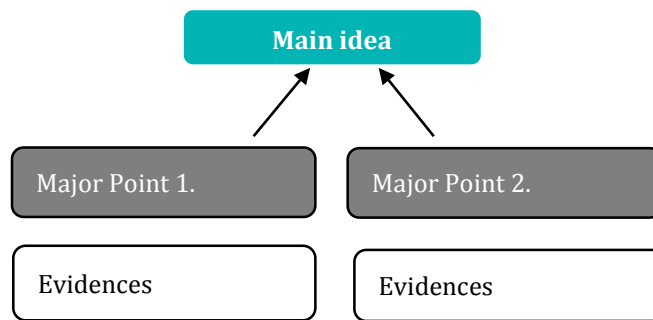 Main idea
Major Point 1.
Major Point 2.
Evidences
Evidences